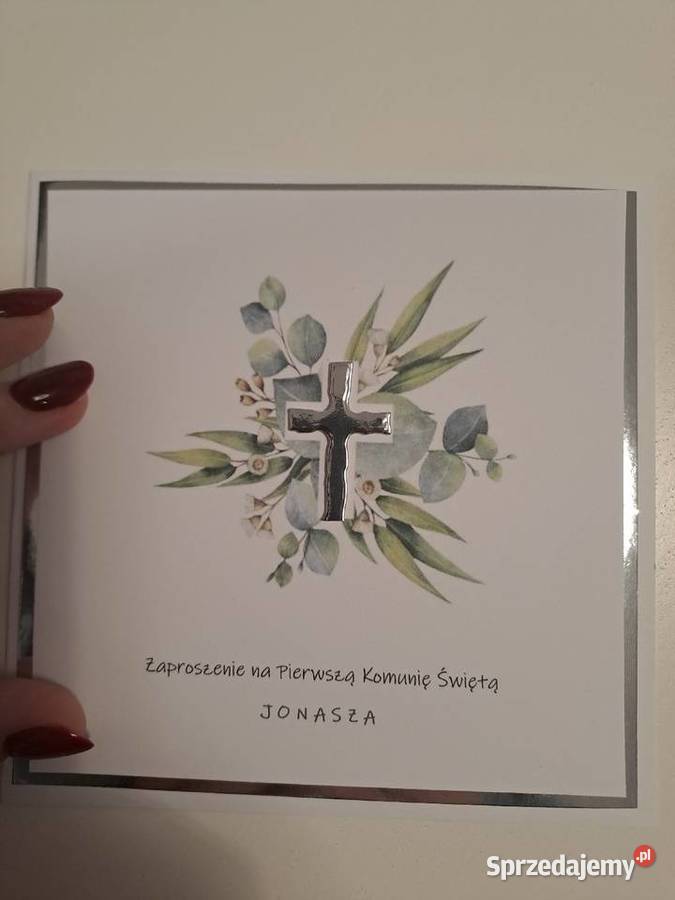 Zaproszenie na Pierwszą Komunię Świętą
JONASZA
Sprzedajemy.pl